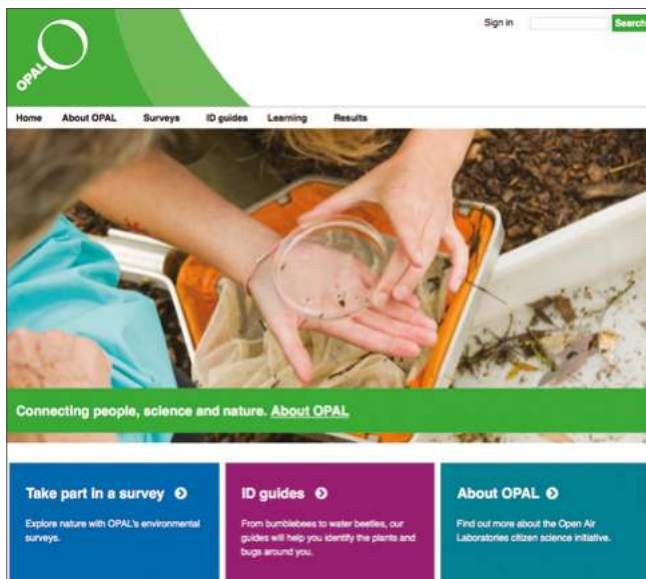 Sign in
Search
OPAL
Home About OPAL Surveys ID guides Learning Results
Connecting people, science and nature. About OPAL
Take part in a survey
Explore nature with OPAL's environmental
surveys.
ID guides
From bumblebees to water beetles, our
guides will help you identify the plants and
bugs around you.
About OPAL
Find out more about the Open Air
Laboratories citizen science initiative.